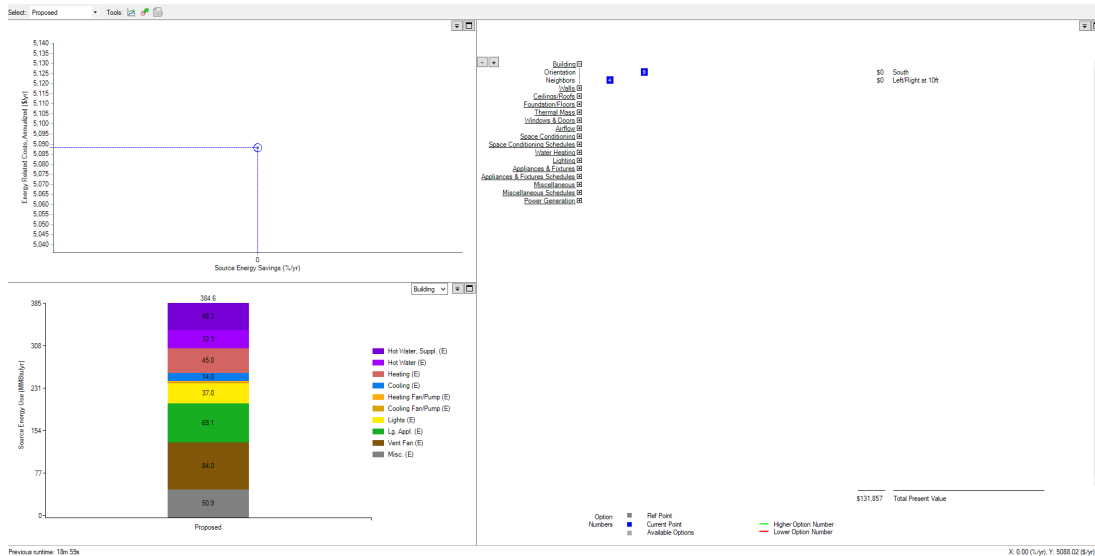 Select: Proposed Tools:
5,140
5,135
5,130
5,125
5,120
5,115
5,110
5,105
5,100
5,095
5,090
5,085
5,080
5,075
5,070
5,065
5,060
5,055
5,050
5,045
5,040
Energy Related Costs, Annualized ($/yr)
0
Source Energy Savings (%/yr)
Building
384.6
385
308
231
154
77
0
Source Energy Use (MMBtu/yr)
48.2
32.3
45.0
14.0
37.0
69.1
84.0
50.9
Proposed
Hot Water, Suppl. (E)
Hot Water (E)
Heating (E)
Cooling (E)
Heating Fan/Pump (E)
Cooling Fan/Pump (E)
Lights (E)
Lg. Appl. (E)
Vent Fan (E)
Misc. (E)
- +
Building
Orientation $0 South
Neighbors 4 $0 Left/Right at 10ft
Walls
Ceilings/Roofs
Foundation/Floors
Thermal Mass
Windows & Doors
Airflow
Space Conditioning
Space Conditioning Schedules
Water Heating
Lighting
Appliances & Fixtures
Appliances & Fixtures Schedules
Miscellaneous
Miscellaneous Schedules
Power Generation
$131,857 Total Present Value
Option Numbers
Ref Point
Current Point
Available Options
Higher Option Number
Lower Option Number
Previous runtime: 18m 59s
X: 0.00 (%/yr), Y: 5088.02 ($/yr)